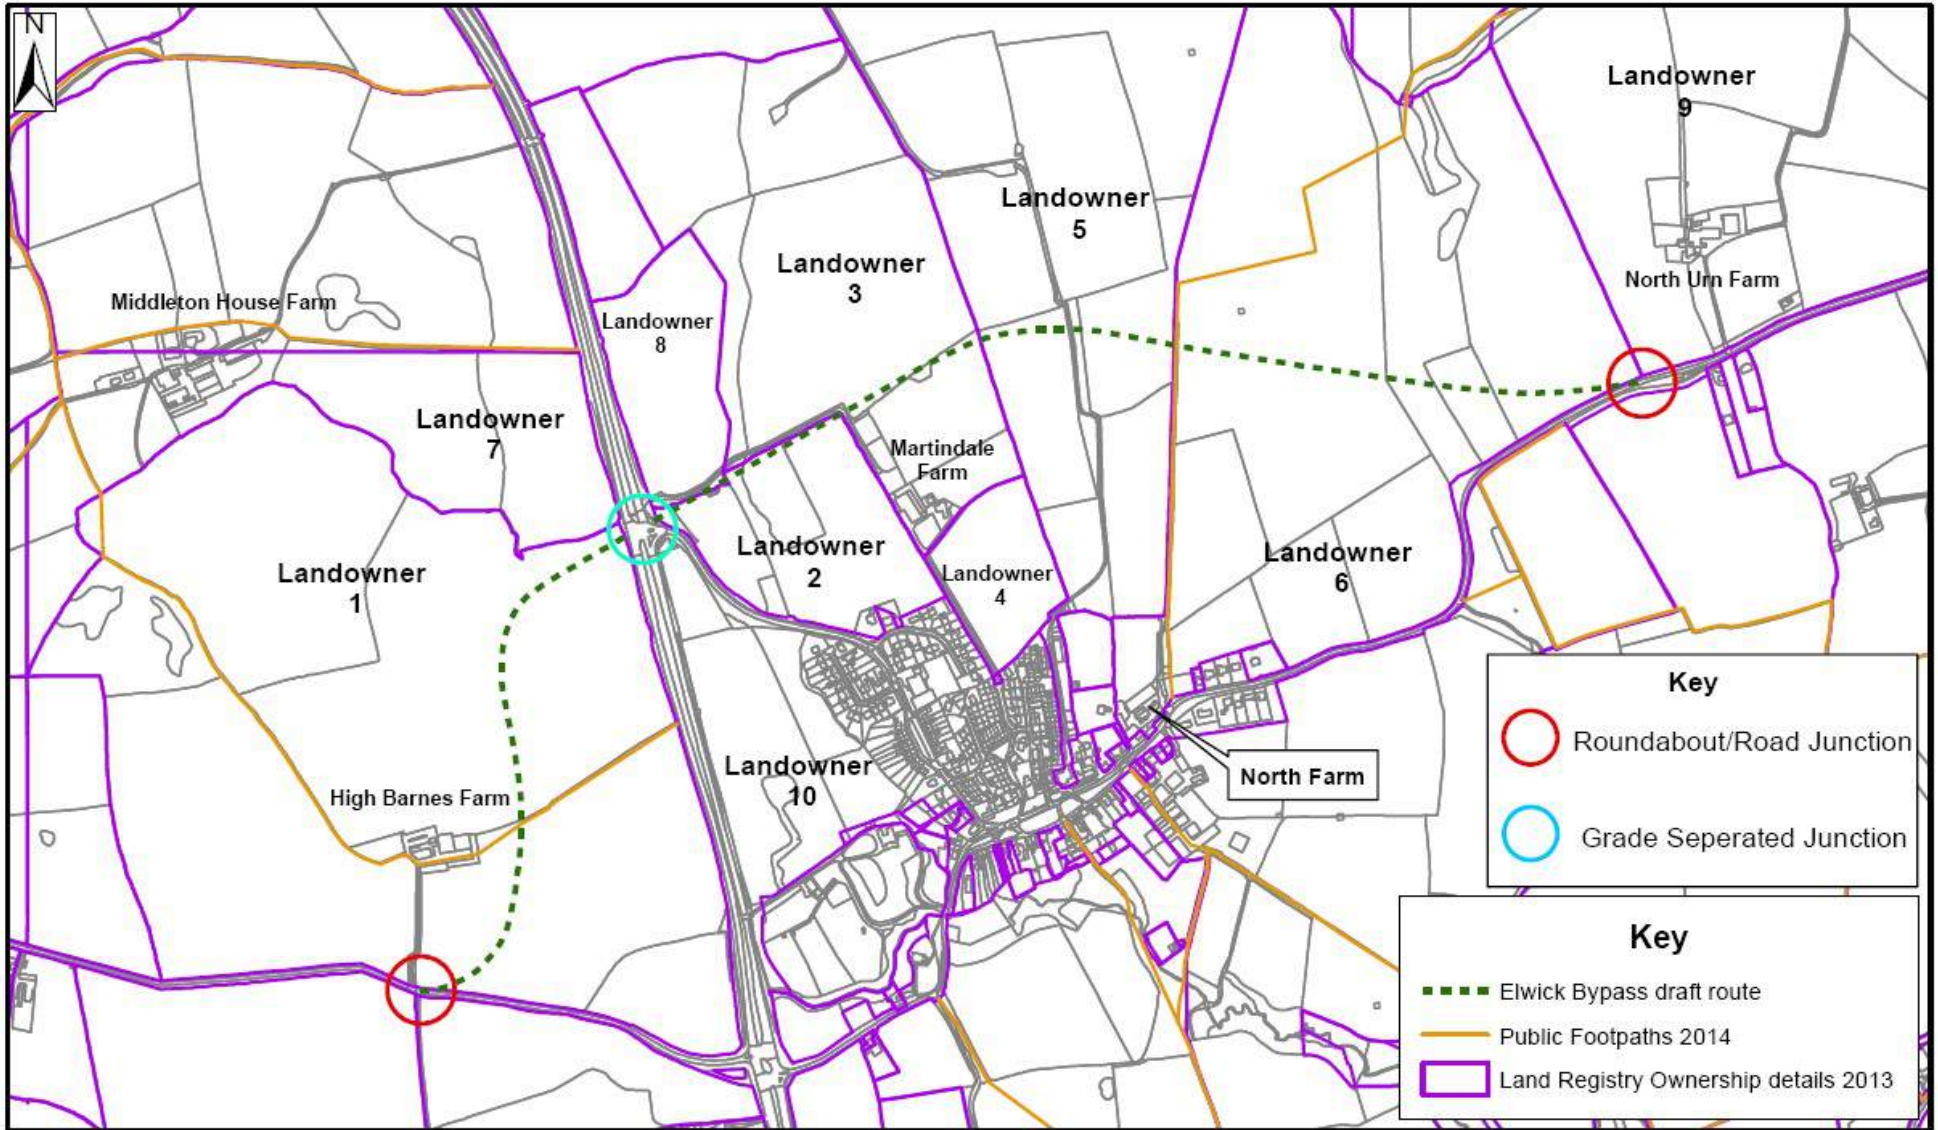 N
Landowner
9
Landowner
5
Landowner
3
North Urn Farm
Middleton House Farm
Landowner
8
Landowner
7
Martindale
Farm
Landowner
2
Landowner
6
Landowner
1
Landowner
4
Landowner
10
North Farm
High Barnes Farm
Key
Roundabout/Road Junction
Grade Seperated Junction
Key
Elwick Bypass draft route
Public Footpaths 2014
Land Registry Ownership details 2013